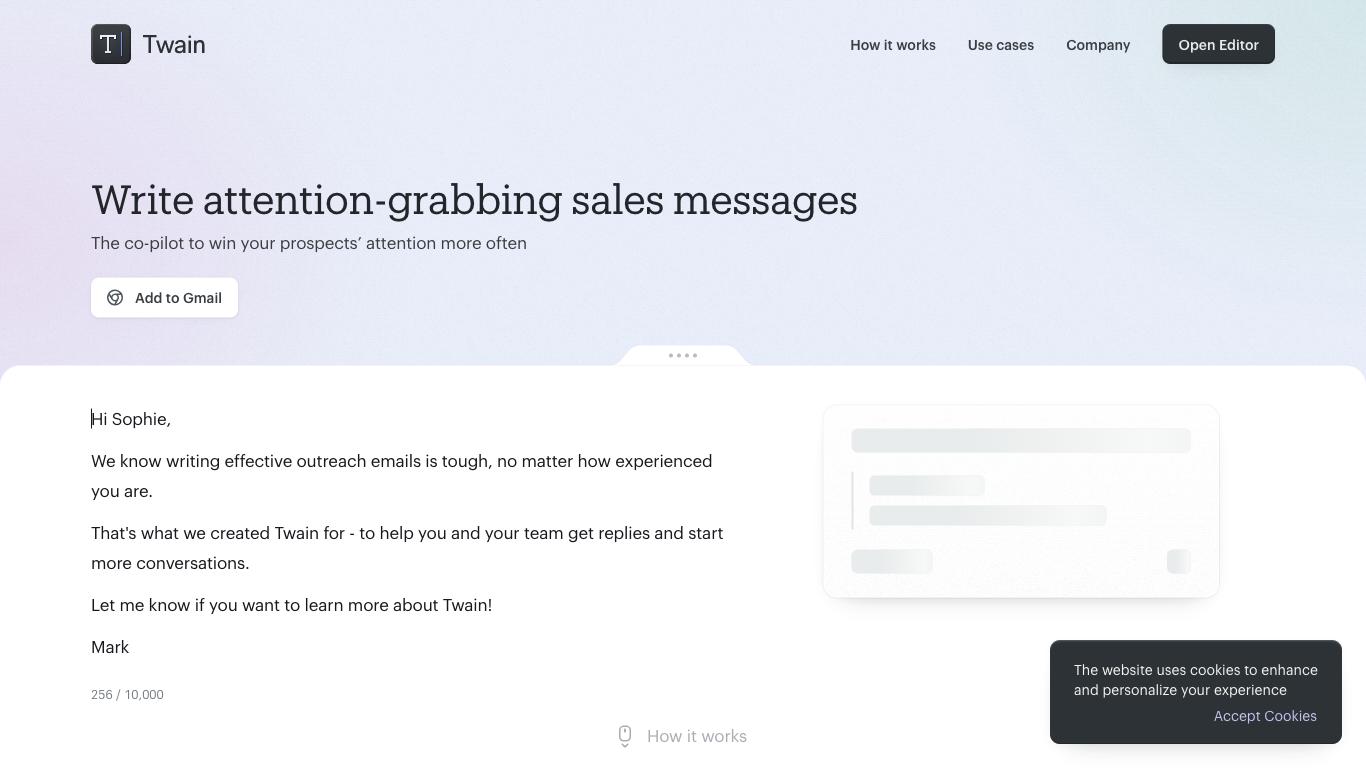 T
Twain
How it works
Use cases
Company
Open Editor
Write attention-grabbing sales messages
The co-pilot to win your prospects’ attention more often
Add to Gmail
Hi Sophie,
We know writing effective outreach emails is tough, no matter how experienced
you are.
That's what we created Twain for - to help you and your team get replies and start
more conversations.
Let me know if you want to learn more about Twain!
Mark
256 / 10,000
How it works
The website uses cookies to enhance
and personalize your experience
Accept Cookies